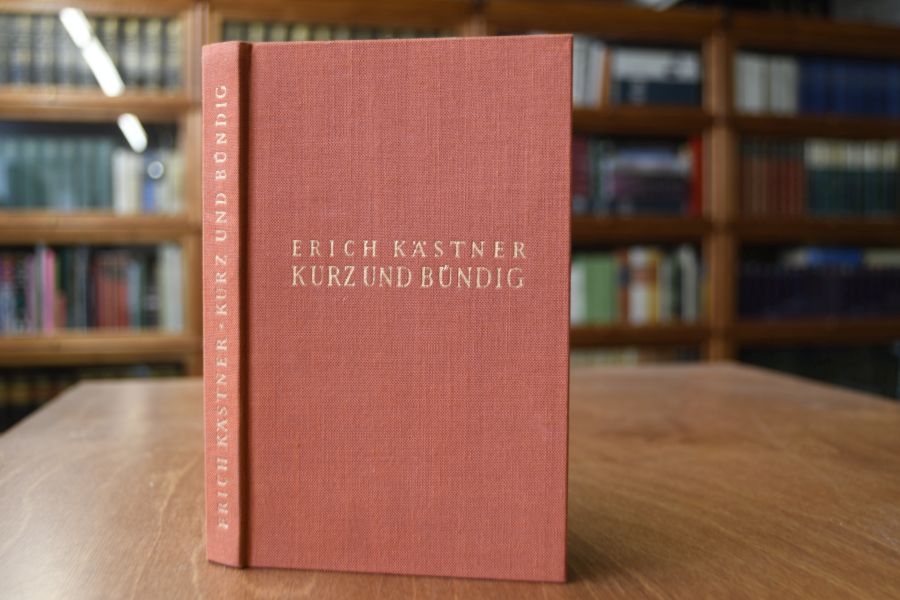 ERICH KÄSTNER · KURZ UND BÜNDIG
ERICH KÄSTNER
KURZ UND BÜNDIG